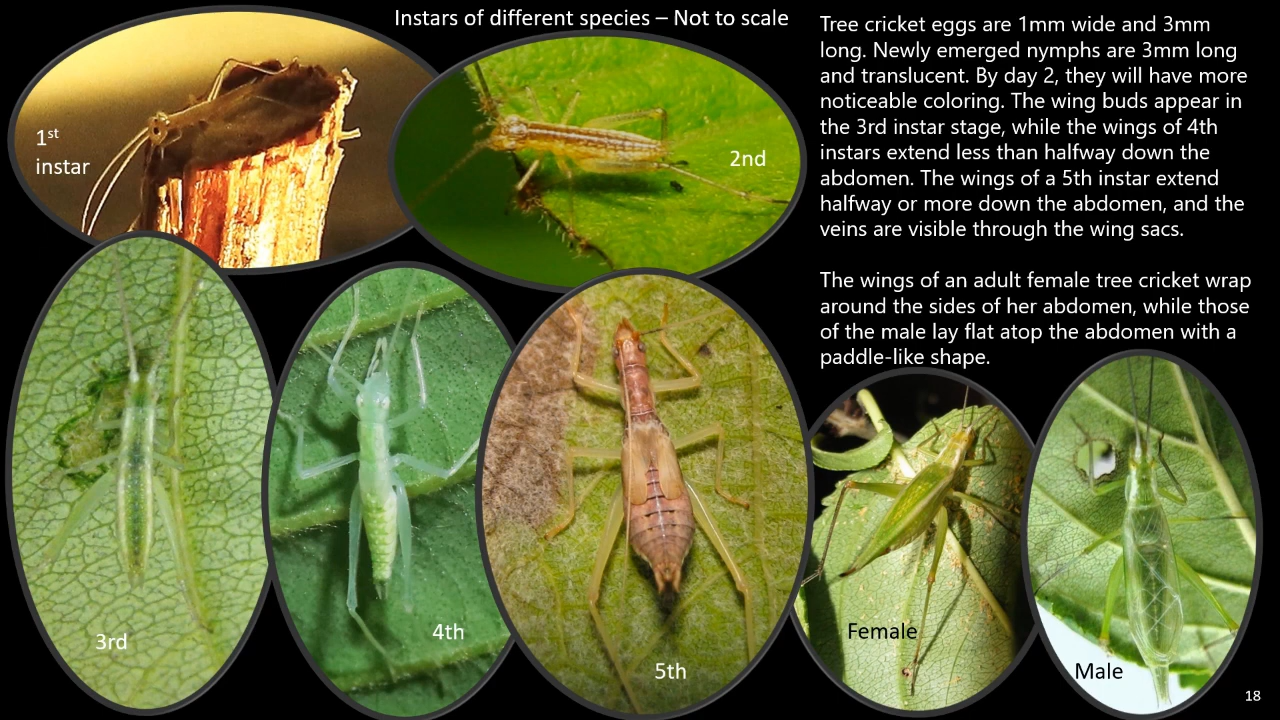 Instars of different species – Not to scale
1st
instar
2nd
3rd
4th
5th
Tree cricket eggs are 1mm wide and 3mm
long. Newly emerged nymphs are 3mm long
and translucent. By day 2, they will have more
noticeable coloring. The wing buds appear in
the 3rd instar stage, while the wings of 4th
instars extend less than halfway down the
abdomen. The wings of a 5th instar extend
halfway or more down the abdomen, and the
veins are visible through the wing sacs.
The wings of an adult female tree cricket wrap
around the sides of her abdomen, while those
of the male lay flat atop the abdomen with a
paddle-like shape.
Female
Male
18